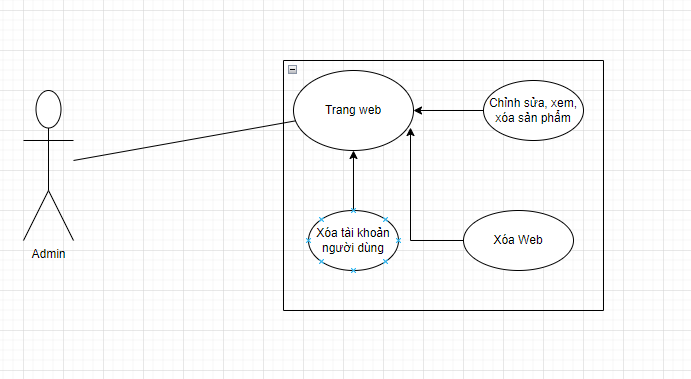 Trang web
Chỉnh sửa, xem,
xóa sản phẩm
Xóa tài khoản
người dùng
Xóa Web
Admin